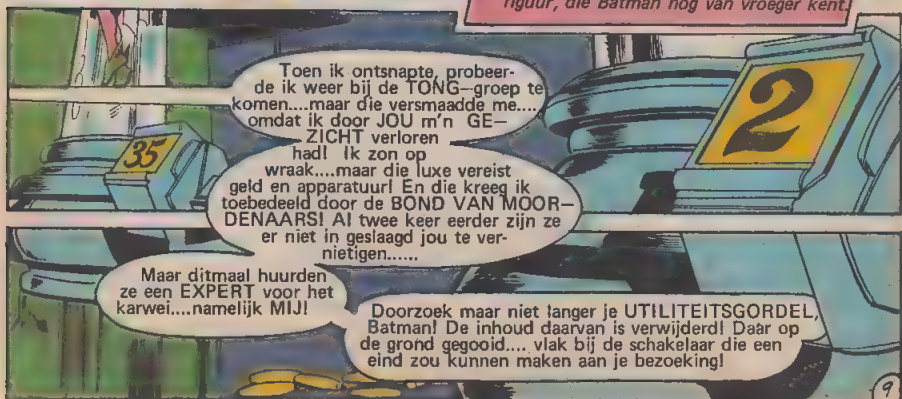 figuur, die Batman nog van vroeger kent.
Toen ik ontsnapte, probeer-
de ik weer bij de TONG-groep te
komen....maar die versmaadde me....
omdat ik door JOU m'n GE-
ZICHT verloren
had! Ik zon op
wraak....maar die luxe vereist
geld en apparatuur! En die kreeg ik
toebedeeld door de BOND VAN MOOR-
DENAARS! Al twee keer eerder zijn ze
er niet in geslaagd jou te ver-
nietigen......
35
2
Maar ditmaal huurden
ze een EXPERT voor het
karwei....namelijk MIJ!
Doorzoek maar niet langer je UTILITEITSGORDEL,
Batman! De inhoud daarvan is verwijderd! Daar op
de grond gegooid.... vlak bij de schakelaar die een
eind zou kunnen maken aan je bezoeking!
9